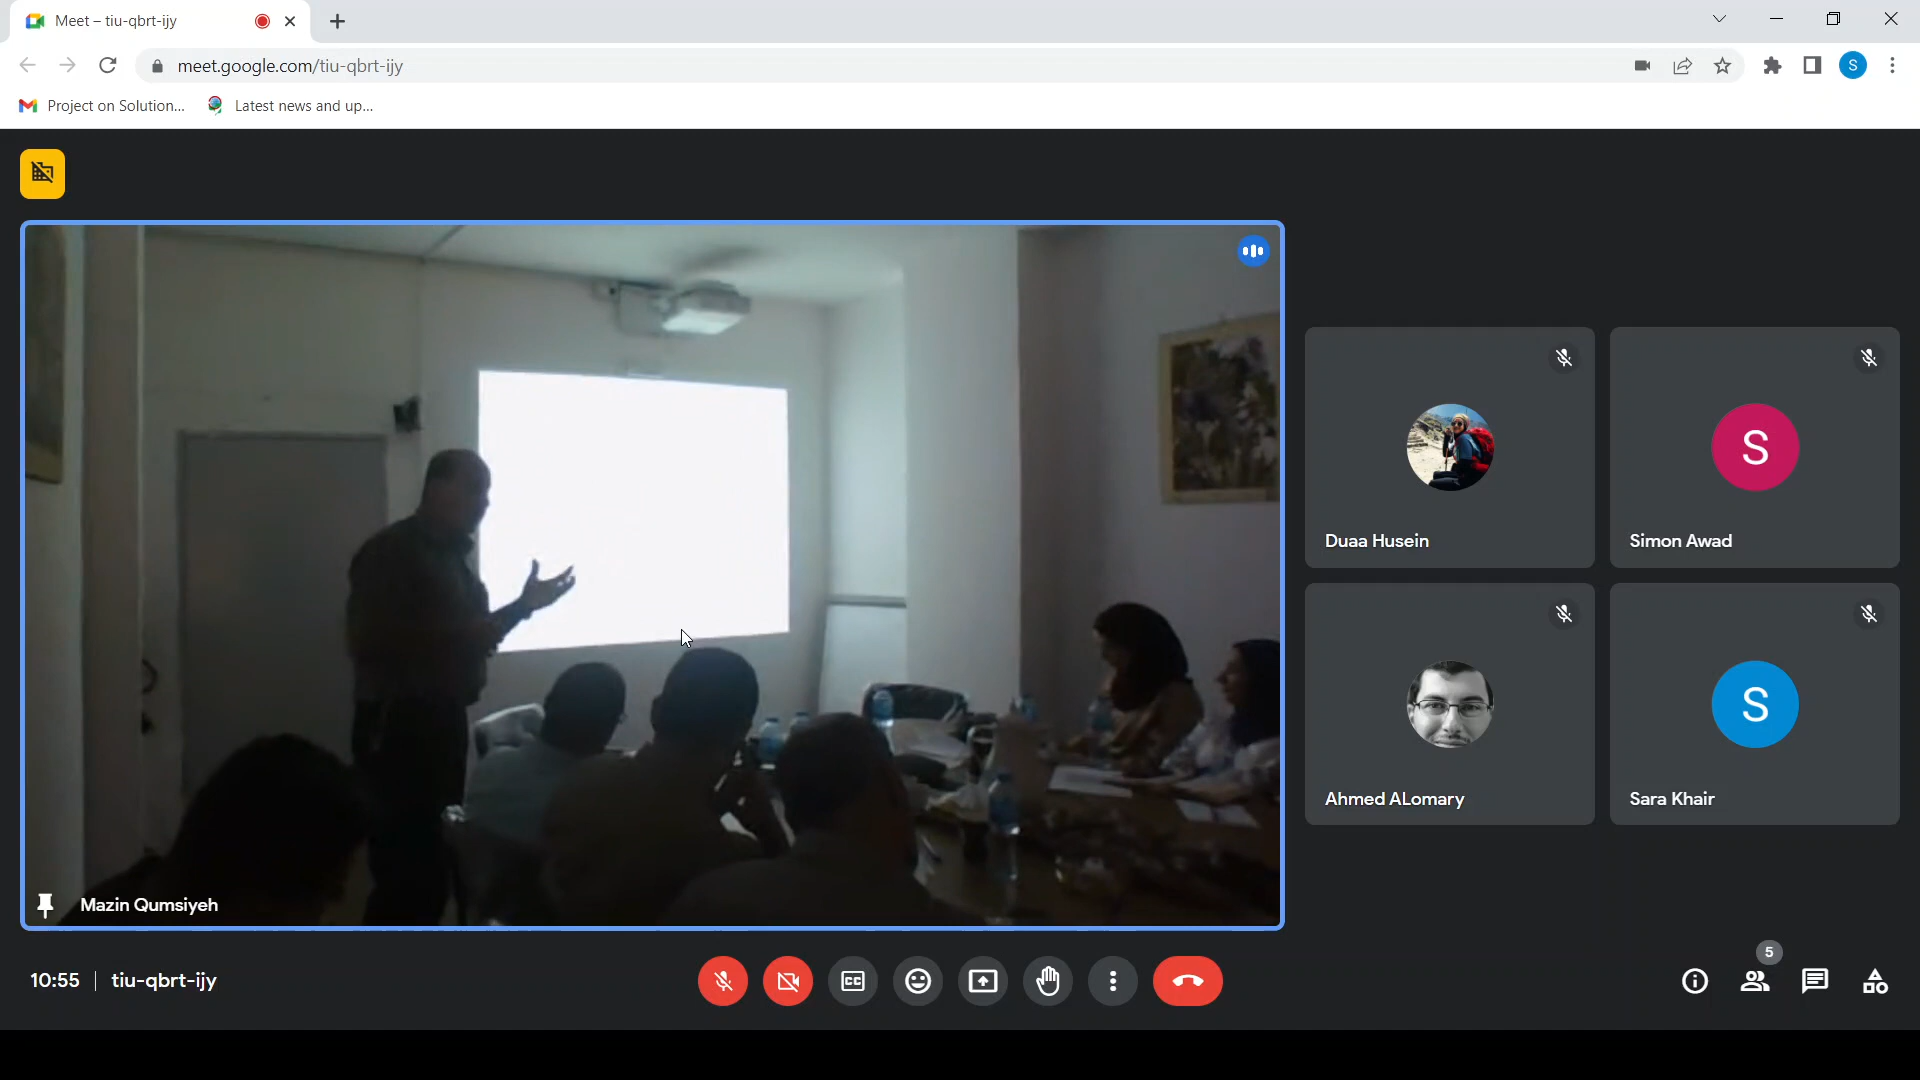 Meet – tiu-qbrt-ijy
meet.google.com/tiu-qbrt-ijy
S
Project on Solution...
Latest news and up...
Duaa Husein
S
Simon Awad
Ahmed ALomary
S
Sara Khair
Mazin Qumsiyeh
10:55 | tiu-qbrt-ijy
CC
5